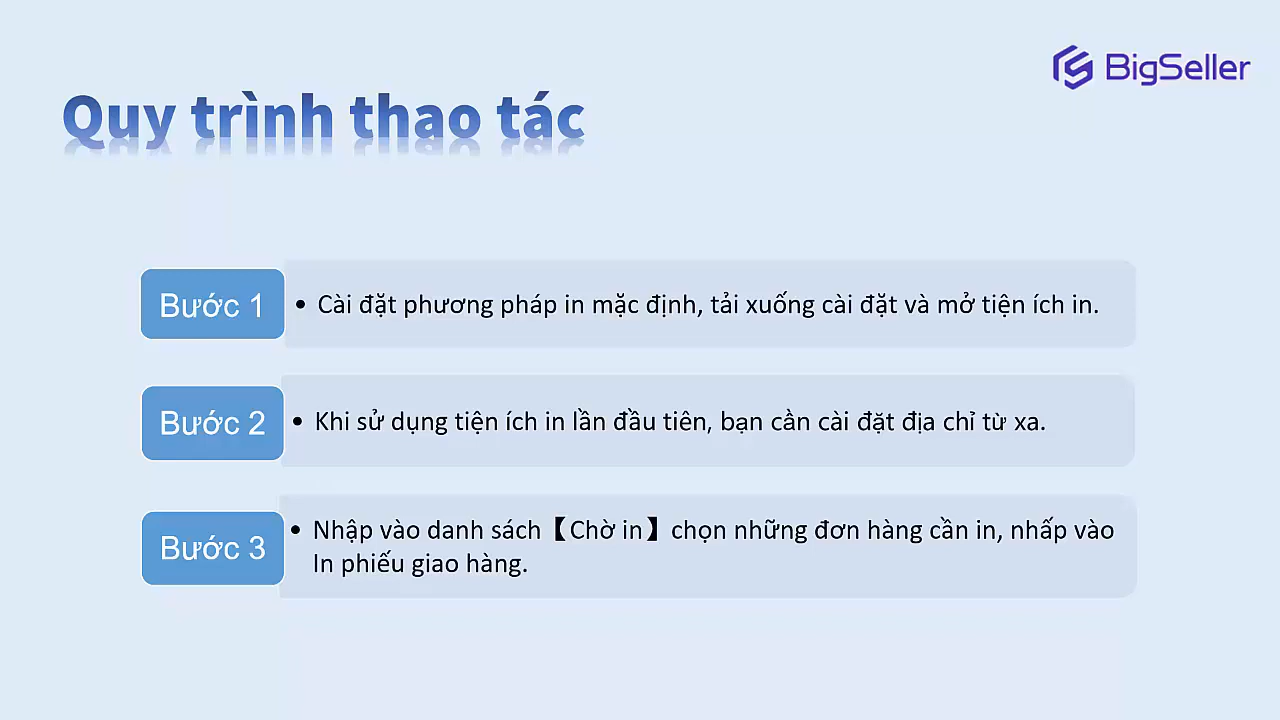 BigSeller
Quy trình thao tác
Bước 1
• Cài đặt phương pháp in mặc định, tải xuống cài đặt và mở tiện ích in.
Bước 2
• Khi sử dụng tiện ích in lần đầu tiên, bạn cần cài đặt địa chỉ từ xa.
Bước 3
• Nhập vào danh sách【Chờ in】chọn những đơn hàng cần in, nhấp vào
In phiếu giao hàng.